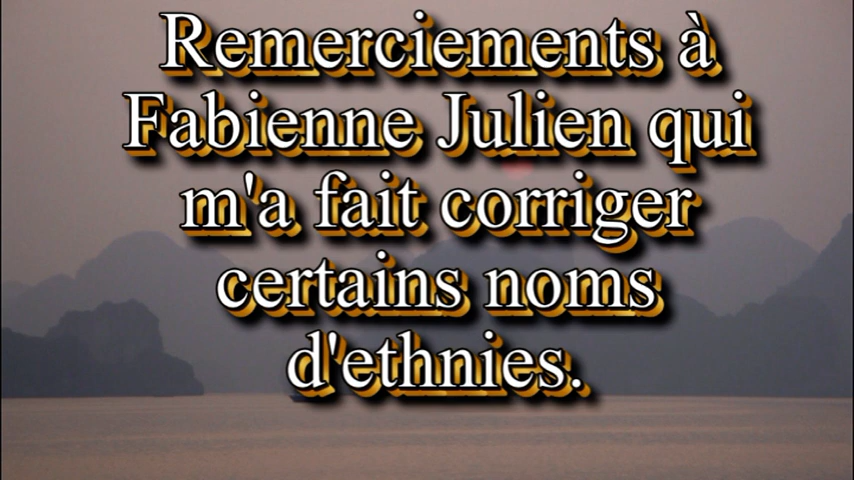 Remerciements à
Fabienne Julien qui
m'a fait corriger
certains noms
d'ethnies.